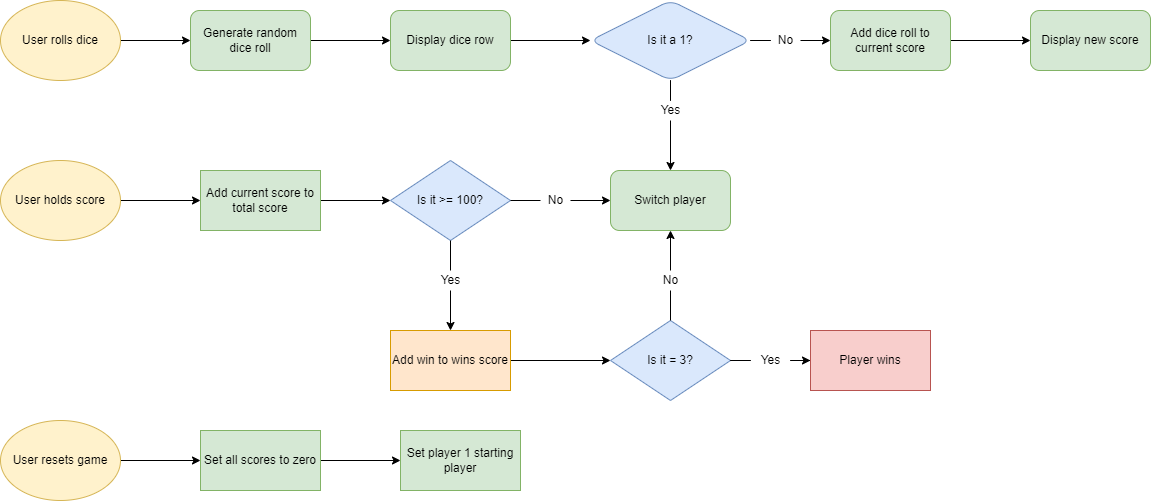 User rolls dice
Generate random
dice roll
Display dice row
Is it a 1?
No
Add dice roll to
current score
Display new score
Yes
User holds score
Add current score to
total score
Is it >= 100?
No
Switch player
Yes
No
Add win to wins score
Is it = 3?
Yes
Player wins
User resets game
Set all scores to zero
Set player 1 starting
player